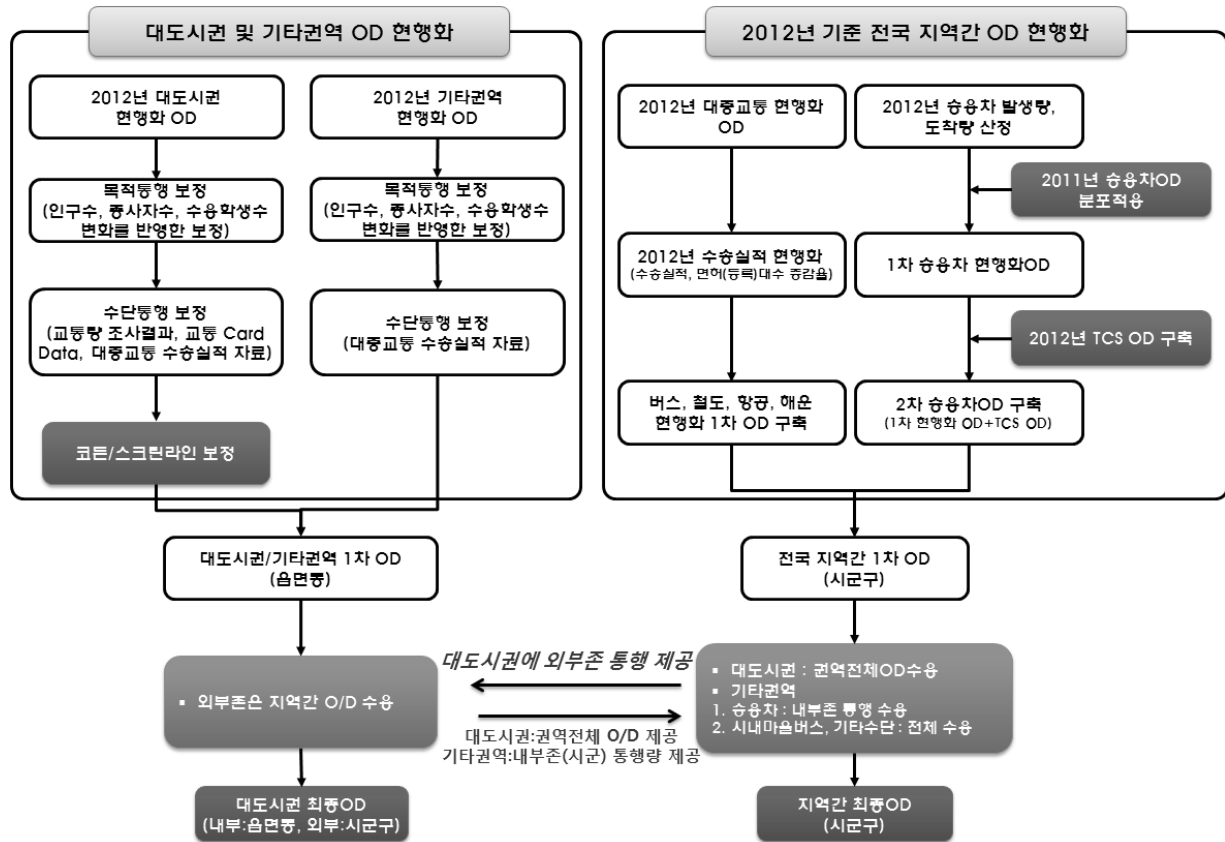 대도시권 및 기타권역 OD 현행화
2012년 대도시권
현행화 OD
2012년 기타권역
현행화 OD
목적통행 보정
(인구수, 종사자수, 수용학생수
변화를 반영한 보정)
목적통행 보정
(인구수, 종사자수, 수용학생수
변화를 반영한 보정)
수단통행 보정
(교통량 조사결과, 교통 Card
Data, 대중교통 수송실적 자료)
수단통행 보정
(대중교통 수송실적 자료)
코든/스크린라인 보정
대도시권/기타권역 1차 OD
(읍면동)
▪ 외부존은 지역간 O/D 수용
대도시권 최종OD
(내부:읍면동, 외부:시군구)
대도시권에 외부존 통행 제공
대도시권:권역전체 O/D 제공
기타권역:내부존(시군) 통행량 제공
2012년 기준 전국 지역간 OD 현행화
2012년 대중교통 현행화
OD
2012년 승용차 발생량,
도착량 산정
2011년 승용차OD
분포적용
2012년 수송실적 현행화
(수송실적, 면허(등록)대수 증감율)
1차 승용차 현행화OD
2012년 TCS OD 구축
버스, 철도, 항공, 해운
현행화 1차 OD 구축
2차 승용차OD 구축
(1차 현행화 OD+TCS OD)
전국 지역간 1차 OD
(시군구)
▪ 대도시권 : 권역전체OD수용
▪ 기타권역
1. 승용차 : 내부존 통행 수용
2. 시내마을버스, 기타수단 : 전체 수용
지역간 최종OD
(시군구)